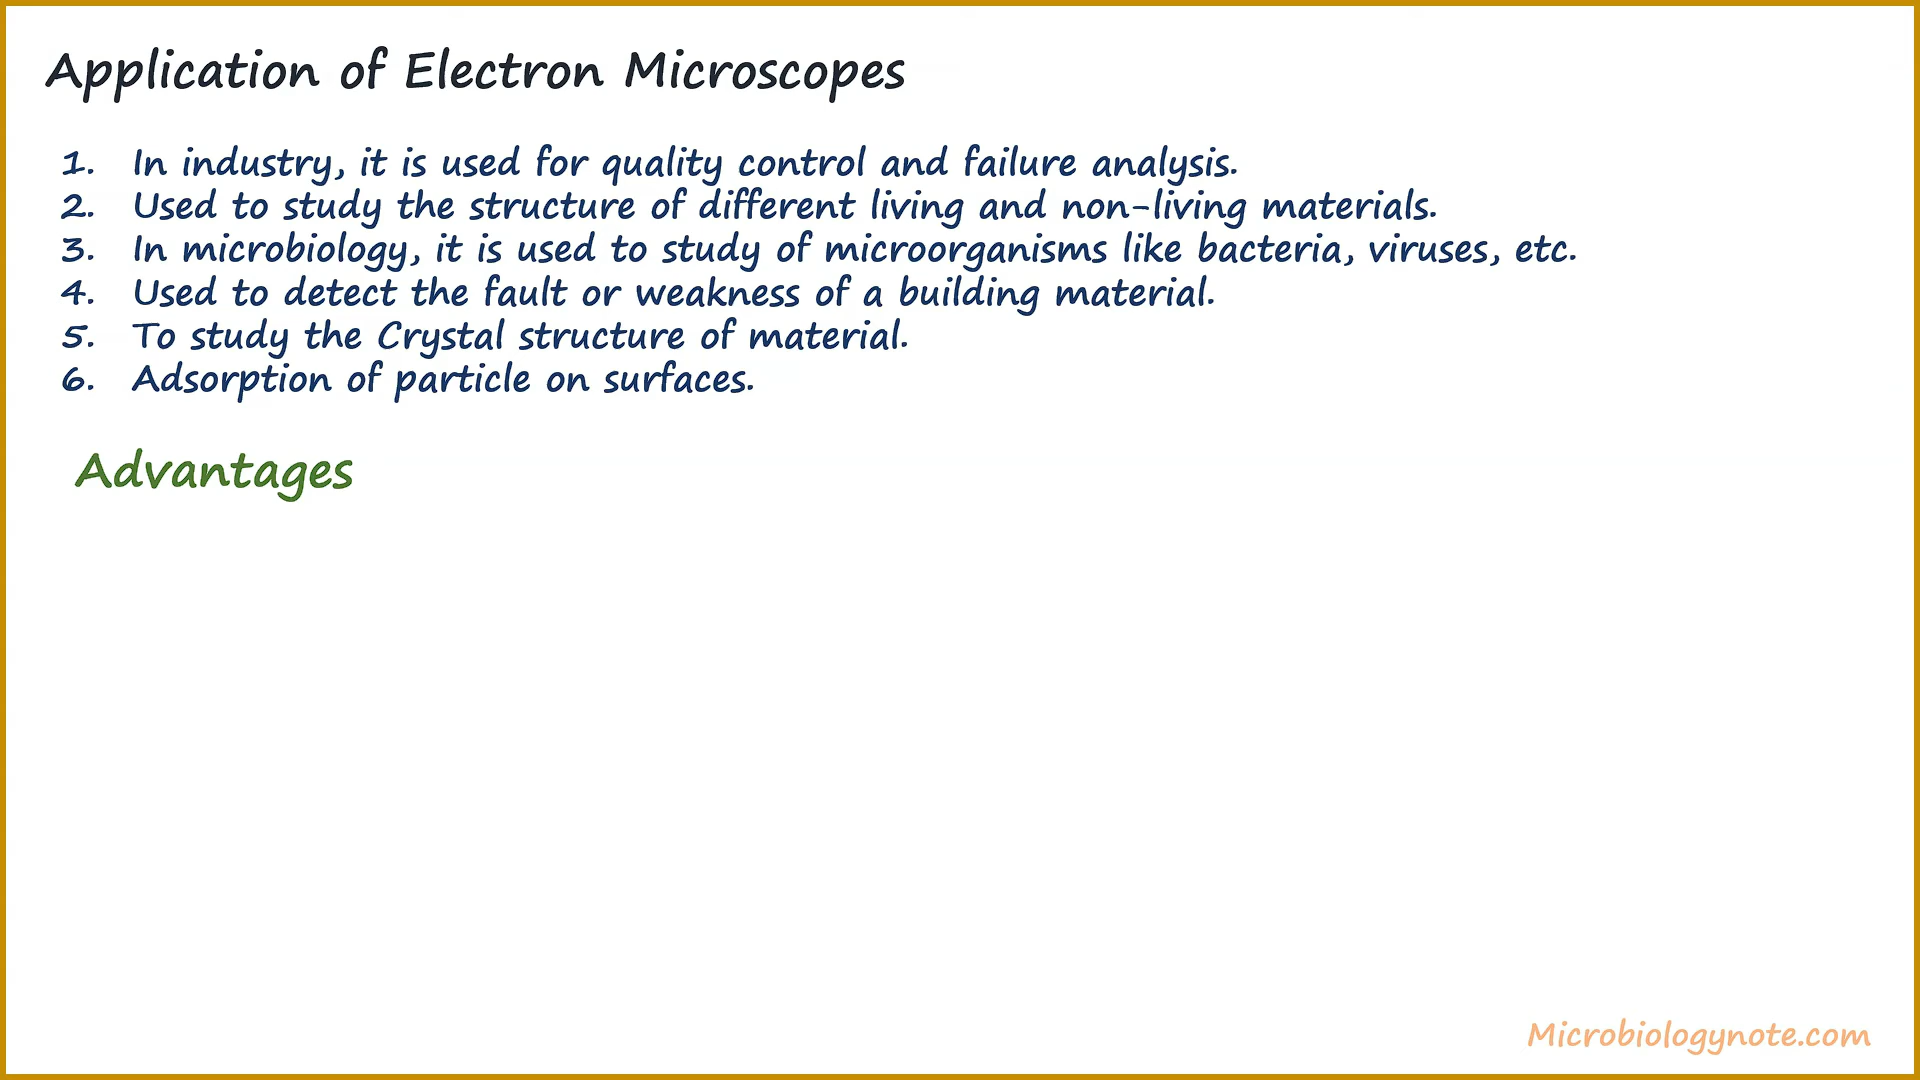 Application of Electron Microscopes
1. In industry, it is used for quality control and failure analysis.
2. Used to study the structure of different living and non-living materials.
3. In microbiology, it is used to study of microorganisms like bacteria, viruses, etc.
4. Used to detect the fault or weakness of a building material.
5. To study the Crystal structure of material.
6. Adsorption of particle on surfaces.
Advantages
Microbiologynote.com